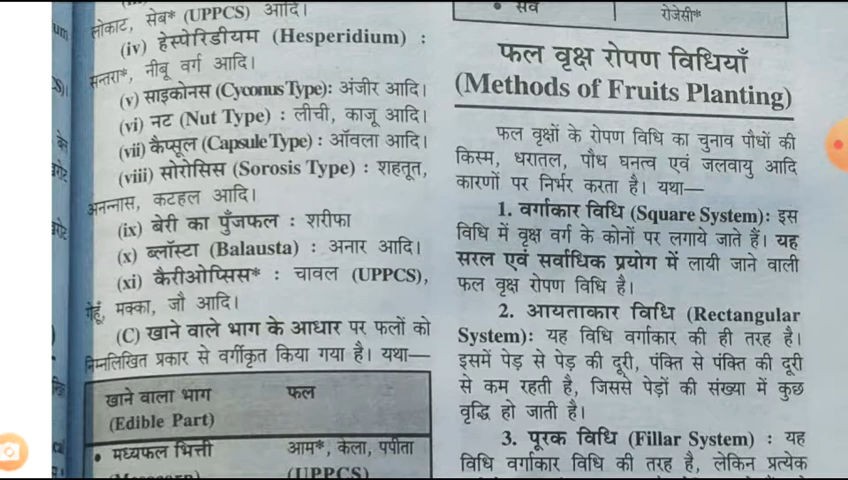 लोकाट, सेब* (UPPCS) आदि।
(iv) हेस्पेरिडीयम (Hesperidium) :
सन्तरा*, नीबू वर्ग आदि।
(v) साइकोनस (Cyconus Type): अंजीर आदि।
(vi) नट (Nut Type) : लीची, काजू आदि।
(vii) कैप्सूल (Capsule Type) : ऑवला आदि।
(viii) सोरोसिस (Sorosis Type) : शहतूत,
अनन्नास, कटहल आदि।
(ix) बेरी का पुँजफल : शरीफा
(x) ब्लॉस्टा (Balausta) : अनार आदि।
(xi) कैरीओप्सिस* : चावल (UPPCS),
गेहूँ, मक्का, जौ आदि।
(C) खाने वाले भाग के आधार पर फलों को
निम्नलिखित प्रकार से वर्गीकृत किया गया है। यथा—
खाने वाला भाग फल
(Edible Part)
• मध्यफल भित्ती आम*, केला, पपीता
(UPPCS)
• सेब
रोजेसी*
फल वृक्ष रोपण विधियाँ
(Methods of Fruits Planting)
फल वृक्षों के रोपण विधि का चुनाव पौधों की
किस्म, धरातल, पौध घनत्व एवं जलवायु आदि
कारणों पर निर्भर करता है। यथा—
1. वर्गाकार विधि (Square System): इस
विधि में वृक्ष वर्ग के कोनों पर लगाये जाते हैं। यह
सरल एवं सर्वाधिक प्रयोग में लायी जाने वाली
फल वृक्ष रोपण विधि है।
2. आयताकार विधि (Rectangular
System): यह विधि वर्गाकार की ही तरह है।
इसमें पेड़ से पेड़ की दूरी, पंक्ति से पंक्ति की दूरी
से कम रहती है, जिससे पेड़ों की संख्या में कुछ
वृद्धि हो जाती है।
3. पूरक विधि (Fillar System) : यह
विधि वर्गाकार विधि की तरह है, लेकिन प्रत्येक